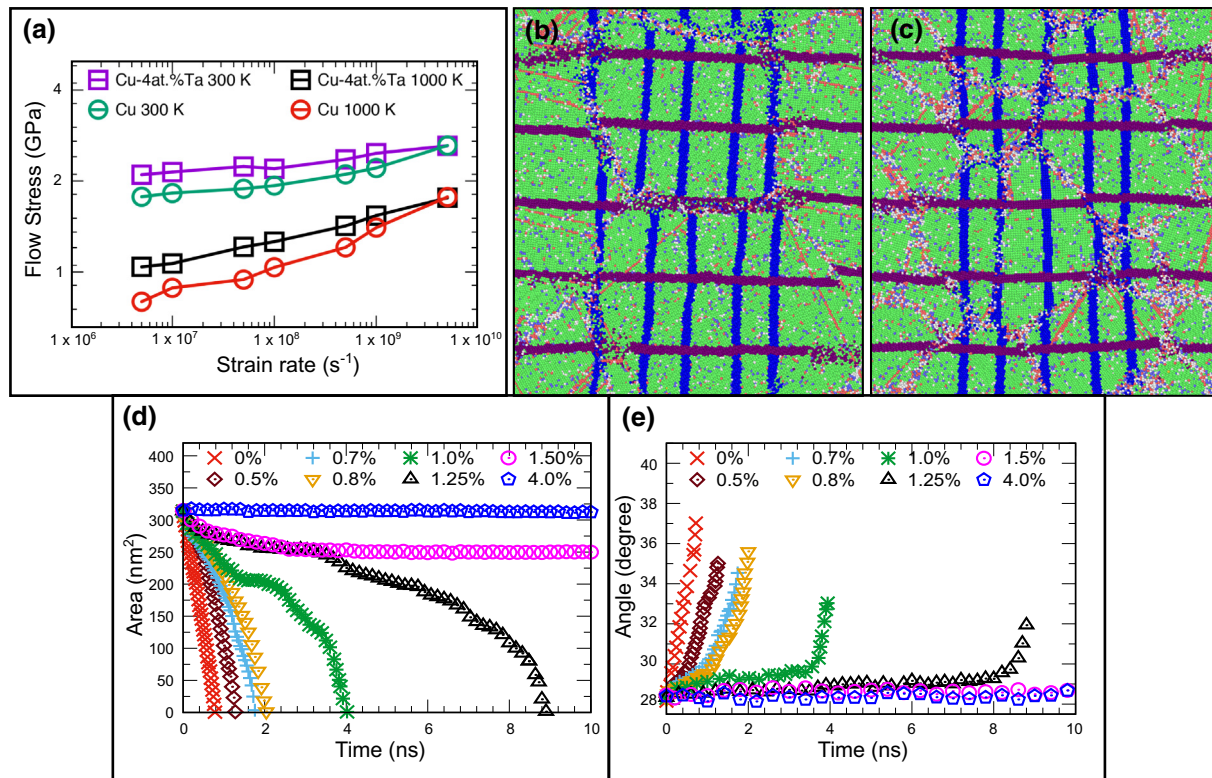 (a)
Cu-4at.%Ta 300 K
Cu-4at.%Ta 1000 K
Cu 300 K
Cu 1000 K
Flow Stress (GPa)
4
2
1
1 x 10⁶
1 x 10⁷
1 x 10⁸
1 x 10⁹
1 x 10¹⁰
Strain rate (s⁻¹)
(b)
(c)
(d)
0%
0.7%
1.0%
1.50%
0.5%
0.8%
1.25%
4.0%
Area (nm²)
400
350
300
250
200
150
100
50
0
0
2
4
6
8
10
Time (ns)
(e)
0%
0.7%
1.0%
1.5%
0.5%
0.8%
1.25%
4.0%
Angle (degree)
40
38
36
34
32
30
28
0
2
4
6
8
10
Time (ns)